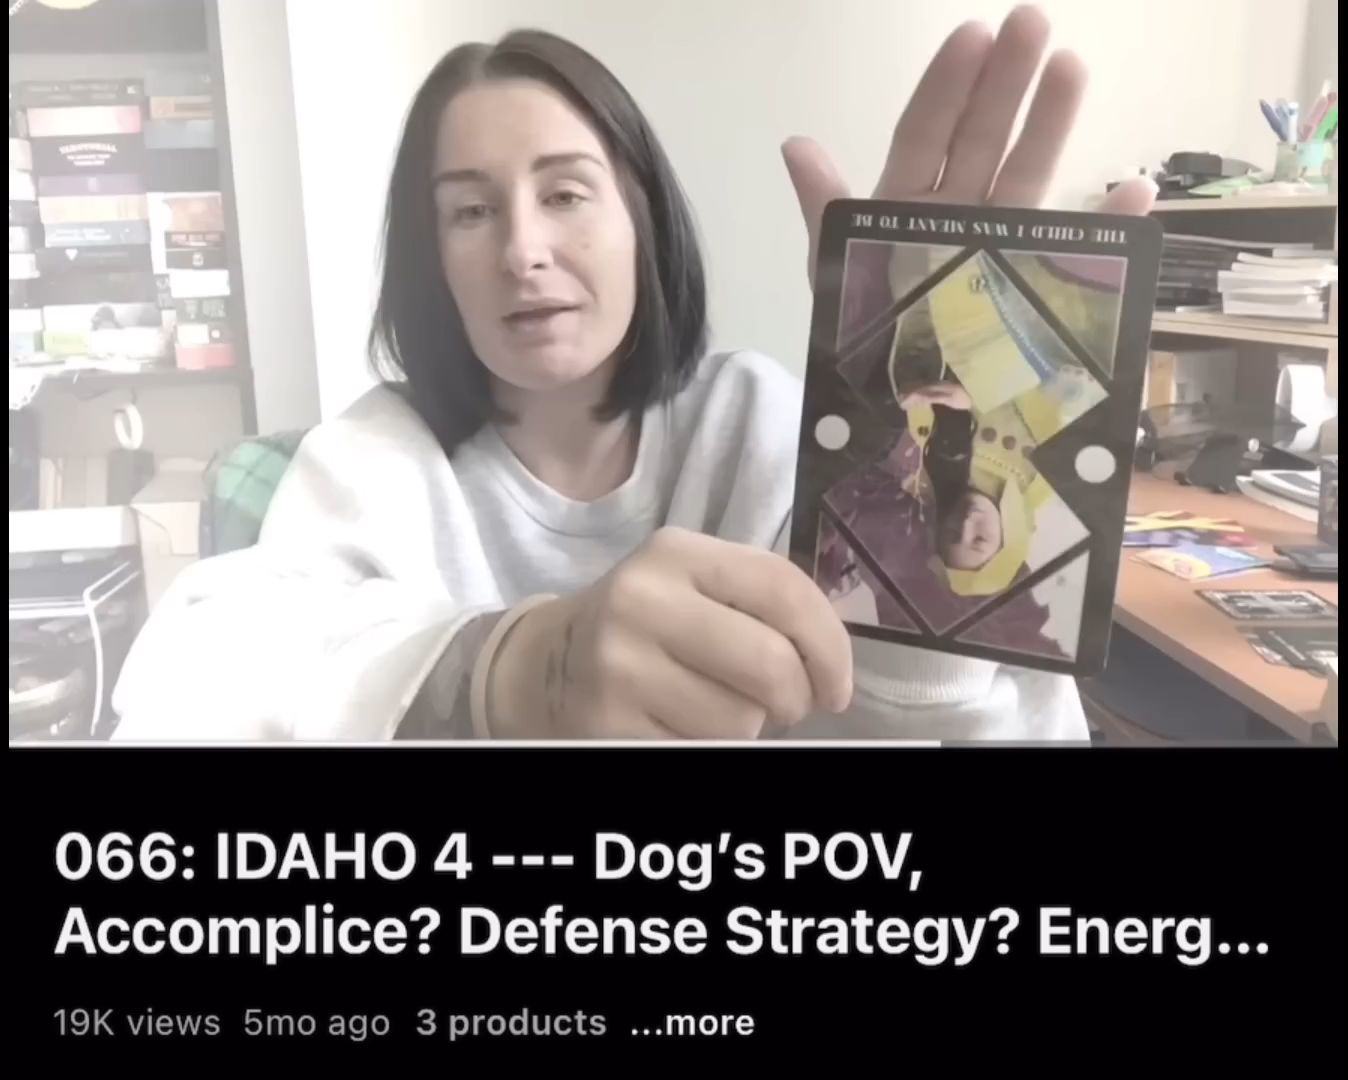 TERRITORIAL
THE CHILD I WAS MEANT TO BE
066: IDAHO 4 --- Dog’s POV,
Accomplice? Defense Strategy? Energ...
19K views 5mo ago 3 products ...more